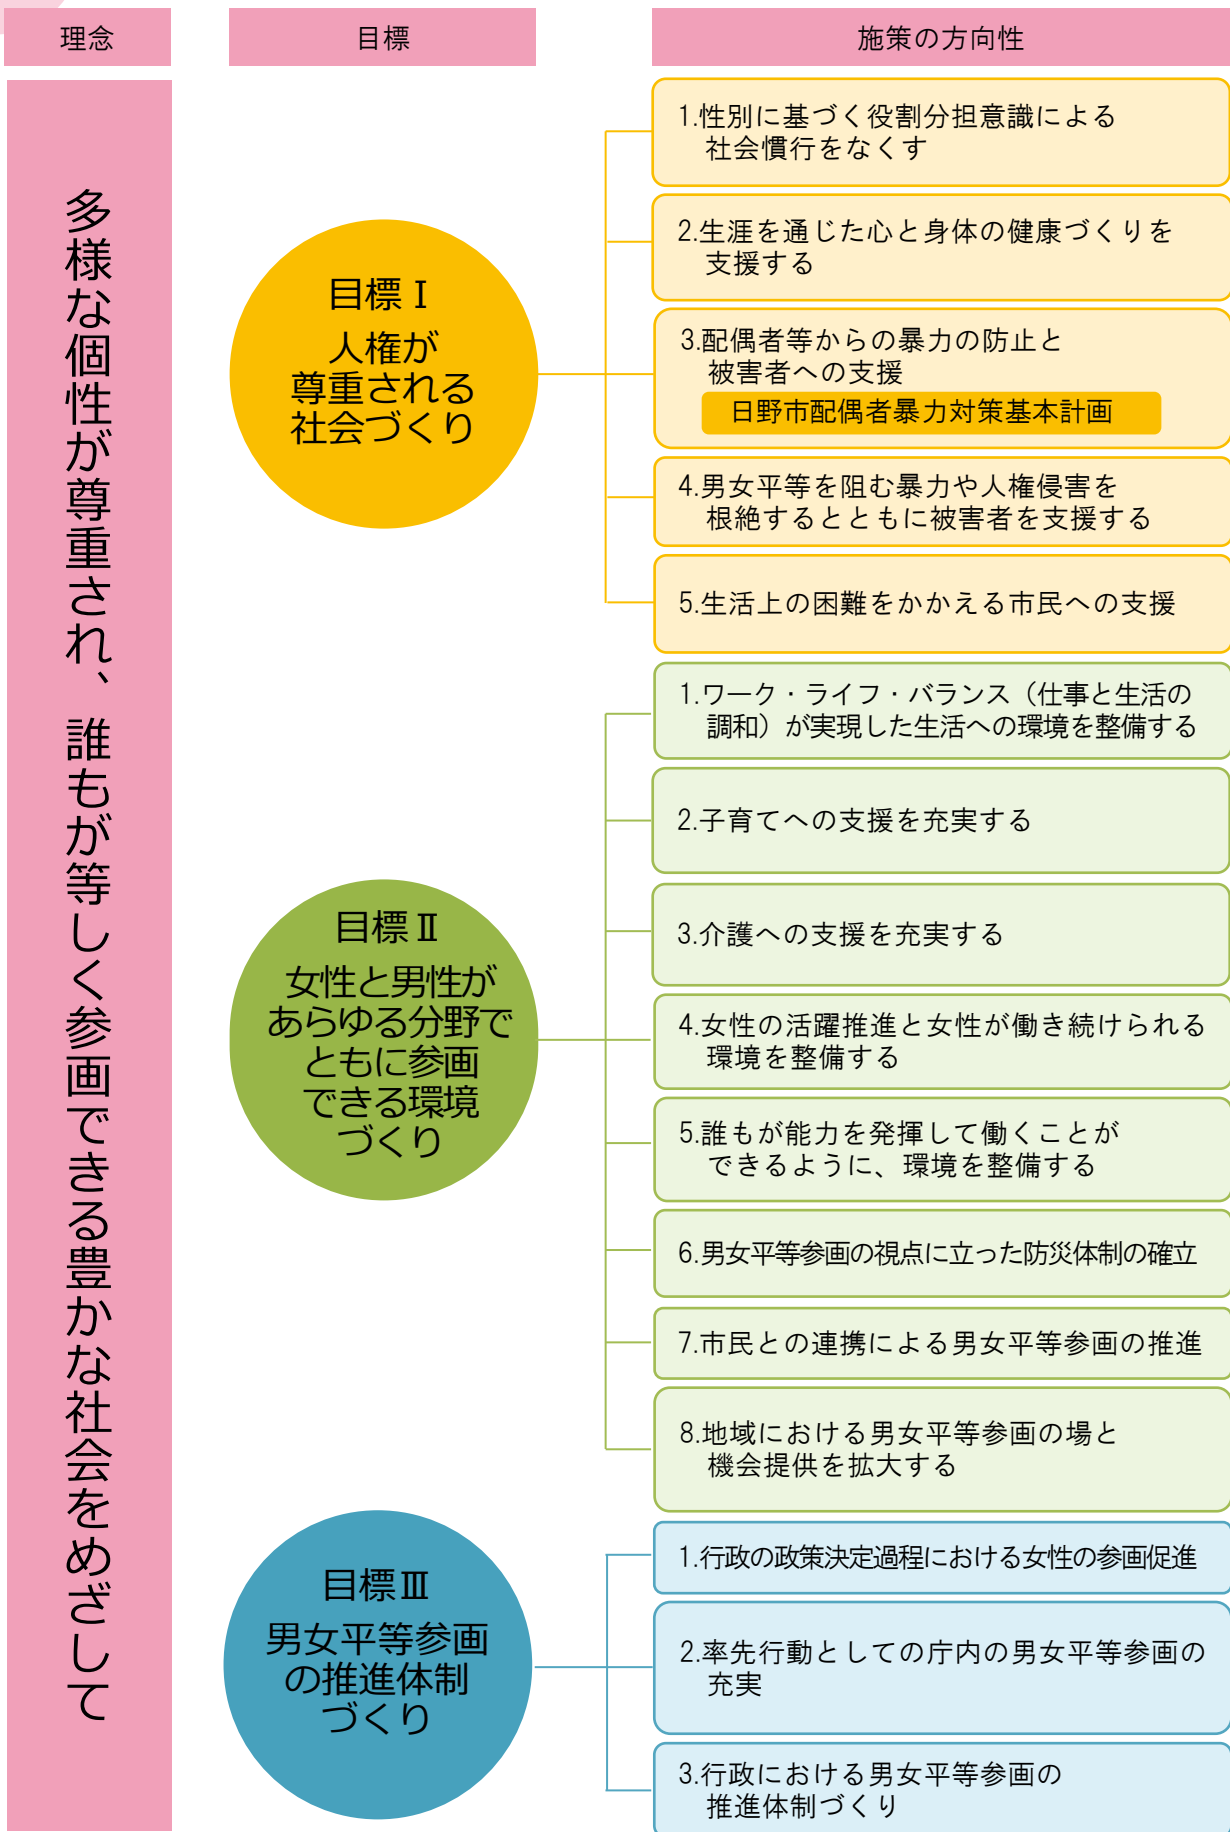 理念
目標
施策の方向性
多様な個性が尊重され、誰もが等しく参画できる豊かな社会をめざして
目標Ⅰ
人権が
尊重される
社会づくり
1.性別に基づく役割分担意識による
社会慣行をなくす
2.生涯を通じた心と身体の健康づくりを
支援する
3.配偶者等からの暴力の防止と
被害者への支援
日野市配偶者暴力対策基本計画
4.男女平等を阻む暴力や人権侵害を
根絶するとともに被害者を支援する
5.生活上の困難をかかえる市民への支援
目標Ⅱ
女性と男性が
あらゆる分野で
ともに参画
できる環境
づくり
1.ワーク・ライフ・バランス（仕事と生活の
調和）が実現した生活への環境を整備する
2.子育てへの支援を充実する
3.介護への支援を充実する
4.女性の活躍推進と女性が働き続けられる
環境を整備する
5.誰もが能力を発揮して働くことが
できるように、環境を整備する
6.男女平等参画の視点に立った防災体制の確立
7.市民との連携による男女平等参画の推進
8.地域における男女平等参画の場と
機会提供を拡大する
目標Ⅲ
男女平等参画
の推進体制
づくり
1.行政の政策決定過程における女性の参画促進
2.率先行動としての庁内の男女平等参画の
充実
3.行政における男女平等参画の
推進体制づくり